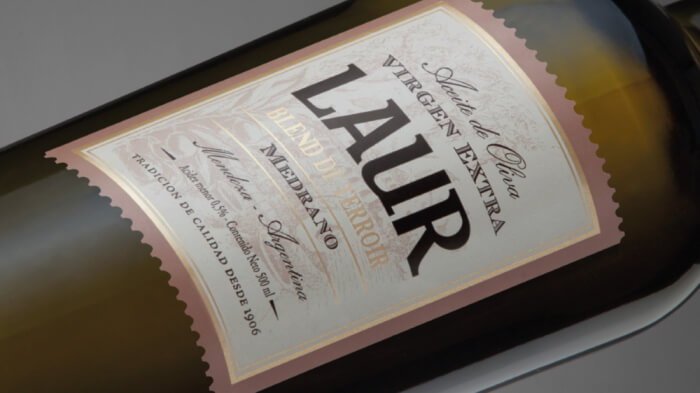 Aceite de Oliva
VIRGEN EXTRA
LAUR
BLEND DE TERROIR
MEDRANO
Mendoza - Argentina
Acidez menor 0,5% - Contenido Neto 500 ml
TRADICION DE CALIDAD DESDE 1906